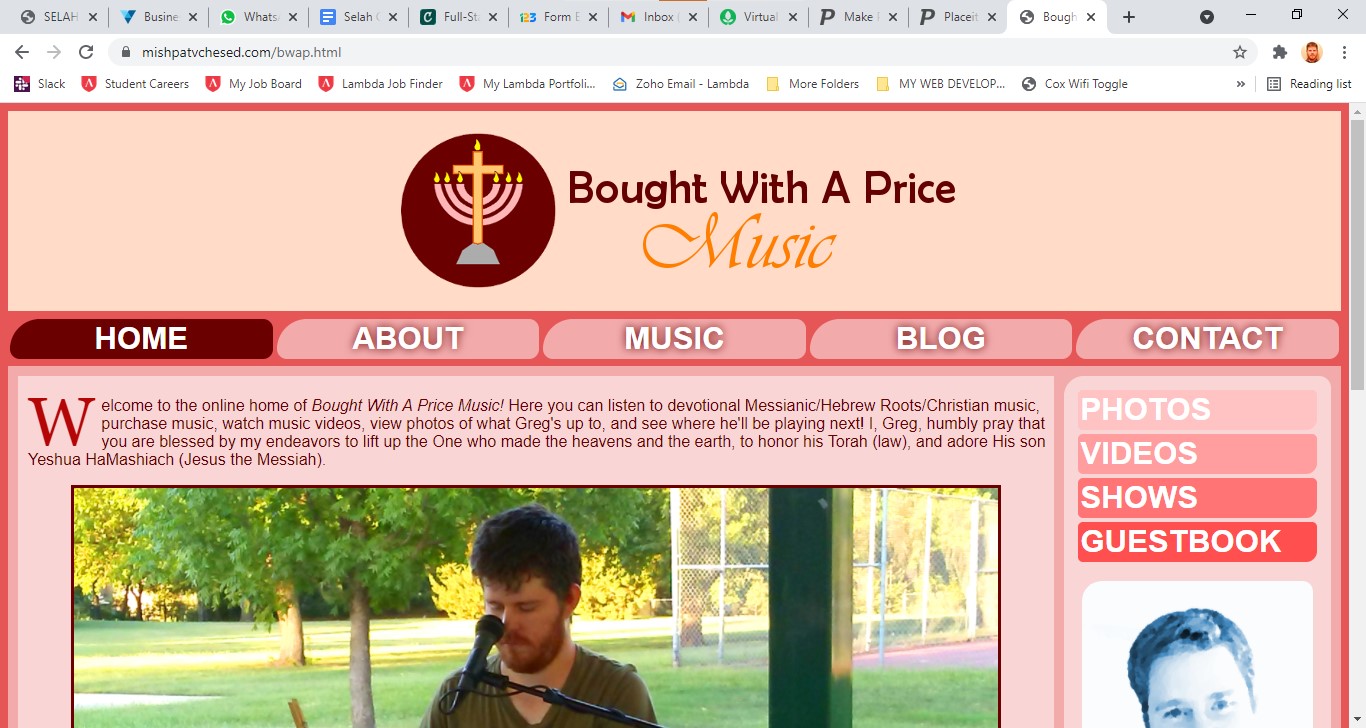 SELAH
Busine
Whats
Selah
Full-St
Form E
Inbox
Virtual
Make
Placeit
Bough
mishpatvchesed.com/bwap.html
Slack
Student Careers
My Job Board
Lambda Job Finder
My Lambda Portfoli...
Zoho Email - Lambda
More Folders
MY WEB DEVELOP...
Cox Wifi Toggle
»
Reading list
Bought With A Price
Music
HOME
ABOUT
MUSIC
BLOG
CONTACT
Welcome to the online home of Bought With A Price Music! Here you can listen to devotional Messianic/Hebrew Roots/Christian music,
purchase music, watch music videos, view photos of what Greg's up to, and see where he'll be playing next! I, Greg, humbly pray that
you are blessed by my endeavors to lift up the One who made the heavens and the earth, to honor his Torah (law), and adore His son
Yeshua HaMashiach (Jesus the Messiah).
PHOTOS
VIDEOS
SHOWS
GUESTBOOK